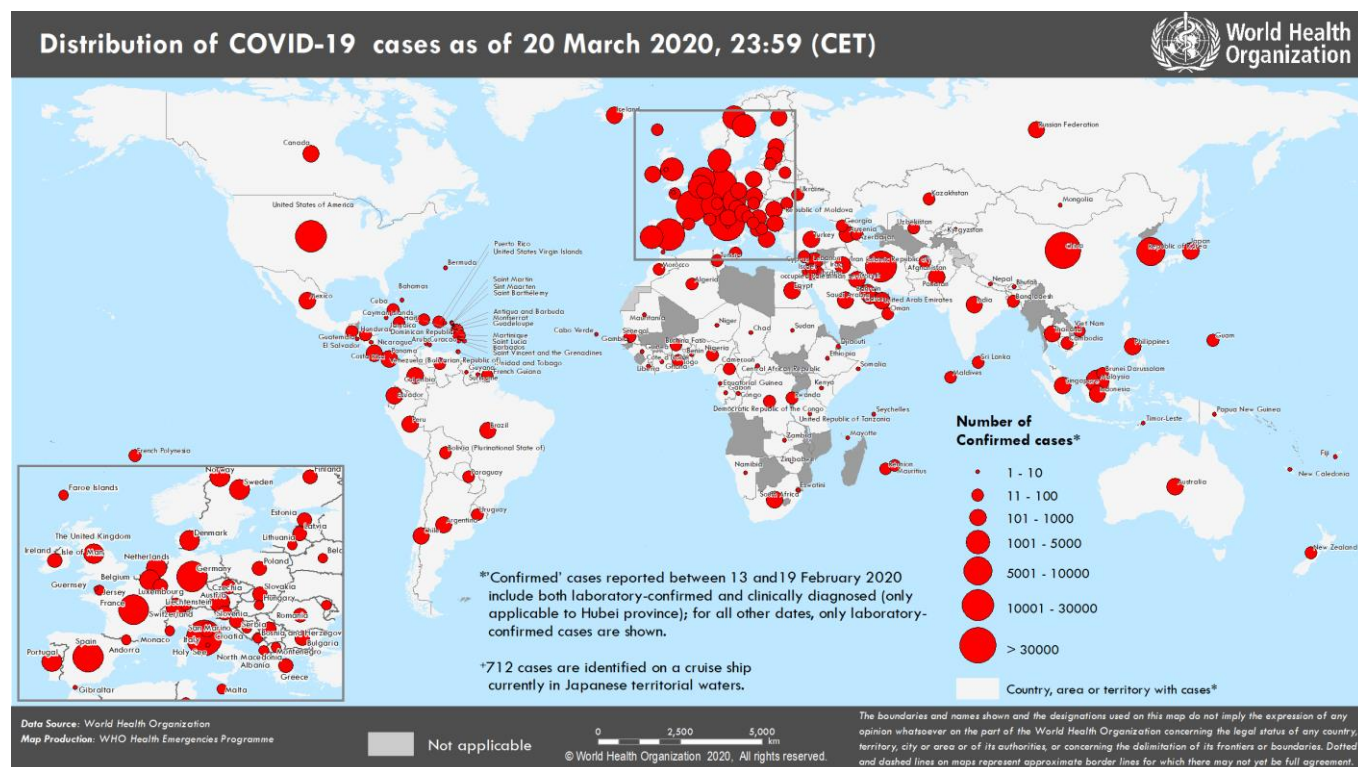 Distribution of COVID-19 cases as of 20 March 2020, 23:59 (CET)
World Health
Organization
Iceland
Russian Federation
Canada
Ukraine
Kazakhstan
Mongolia
United States of America
Republic of Moldova
Georgia
Uzbekistan
Kyrgyzstan
Azerbaijan
Turkey
China
Republic of Korea
Japan
Puerto Rico
United States Virgin Islands
Bermuda
Morocco
Algeria
Afghanistan
Pakistan
Nepal
Bhutan
Bangladesh
Bahamas
Saint Martin
Sint Maarten
Saint Barthelemy
Egypt
United Arab Emirates
Oman
India
Mexico
Cuba
Cayman Islands
Antigua and Barbuda
Montserrat
Guadeloupe
Mauritania
Cabo Verde
Niger
Chad
Sudan
Viet Nam
Cambodia
Philippines
Guam
Honduras
Guatemala
El Salvador
Nicaragua
Dominican Republic
Aruba
Curacao
Martinique
Saint Lucia
Barbados
Saint Vincent and the Grenadines
Trinidad and Tobago
Panama
Guyana
French Guiana
Senegal
Gambia
Burkina Faso
Nigeria
Liberia
Ghana
Cameroon
Central African Republic
Djibouti
Ethiopia
Somalia
Sri Lanka
Maldives
Brunei Darussalam
Malaysia
Singapore
Indonesia
Equatorial Guinea
Gabon
Congo
Kenya
Rwanda
Democratic Republic of the Congo
United Republic of Tanzania
Seychelles
Colombia
Ecuador
Peru
Brazil
Timor-Leste
Papua New Guinea
Zambia
Mayotte
French Polynesia
Bolivia (Plurinational State of)
Zimbabwe
Namibia
Reunion
Mauritius
Fiji
New Caledonia
Paraguay
Eswatini
South Africa
Australia
Chile
Argentina
Uruguay
New Zealand
Number of
Confirmed cases*
1 - 10
11 - 100
101 - 1000
1001 - 5000
5001 - 10000
10001 - 30000
> 30000
Country, area or territory with cases*
Norway
Finland
Sweden
Faroe Islands
Estonia
Latvia
Lithuania
Denmark
The United Kingdom
Ireland
Isle of Man
Netherlands
Belgium
Germany
Poland
Guernsey
Jersey
Luxembourg
Czechia
Slovakia
France
Liechtenstein
Austria
Hungary
Switzerland
Slovenia
Romania
San Marino
Croatia
Serbia
Bosnia and Herzegov
Spain
Monaco
Italy
Bulgaria
Portugal
Andorra
Holy See
Montenegro
North Macedonia
Albania
Greece
Gibraltar
Malta
*'Confirmed' cases reported between 13 and19 February 2020
include both laboratory-confirmed and clinically diagnosed (only
applicable to Hubei province); for all other dates, only laboratory-
confirmed cases are shown.
+712 cases are identified on a cruise ship
currently in Japanese territorial waters.
Data Source: World Health Organization
Map Production: WHO Health Emergencies Programme
Not applicable
0 2,500 5,000
km
© World Health Organization 2020, All rights reserved.
The boundaries and names shown and the designations used on this map do not imply the expression of any
opinion whatsoever on the part of the World Health Organization concerning the legal status of any country,
territory, city or area or of its authorities, or concerning the delimitation of its frontiers or boundaries. Dotted
and dashed lines on maps represent approximate border lines for which there may not yet be full agreement.